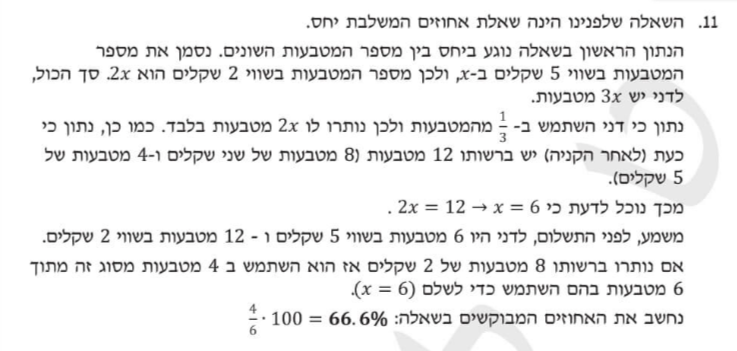 11. השאלה שלפנינו הינה שאלת אחוזים המשלבת יחס.
הנתון הראשון בשאלה נוגע ביחס בין מספר המטבעות השונים. נסמן את מספר
המטבעות בשווי 5 שקלים ב-x, ולכן מספר המטבעות בשווי 2 שקלים הוא 2x. סך הכול,
לדני יש 3x מטבעות.
נתון כי דני השתמש ב- 1/3 מהמטבעות ולכן נותרו לו 2x מטבעות בלבד. כמו כן, נתון כי
כעת (לאחר הקניה) יש ברשותו 12 מטבעות (8 מטבעות של שני שקלים ו-4 מטבעות של
5 שקלים).
מכך נוכל לדעת כי 2x = 12 → x = 6 .
משמע, לפני התשלום, לדני היו 6 מטבעות בשווי 5 שקלים ו - 12 מטבעות בשווי 2 שקלים.
אם נותרו ברשותו 8 מטבעות של 2 שקלים אז הוא השתמש ב 4 מטבעות מסוג זה מתוך
6 מטבעות בהם השתמש כדי לשלם (x = 6).
נחשב את האחוזים המבוקשים בשאלה: 4/6 · 100 = 66.6%